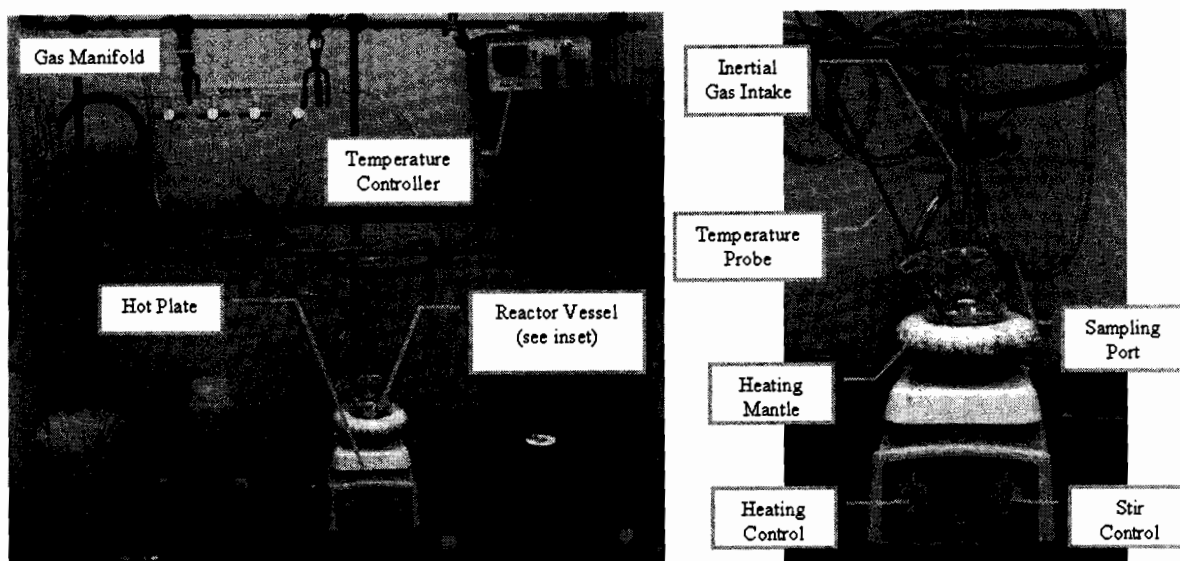 Gas Manifold
Temperature
Controller
Hot Plate
Reactor Vessel
(see inset)
Inertial
Gas Intake
Temperature
Probe
Sampling
Port
Heating
Mantle
Heating
Control
Stir
Control